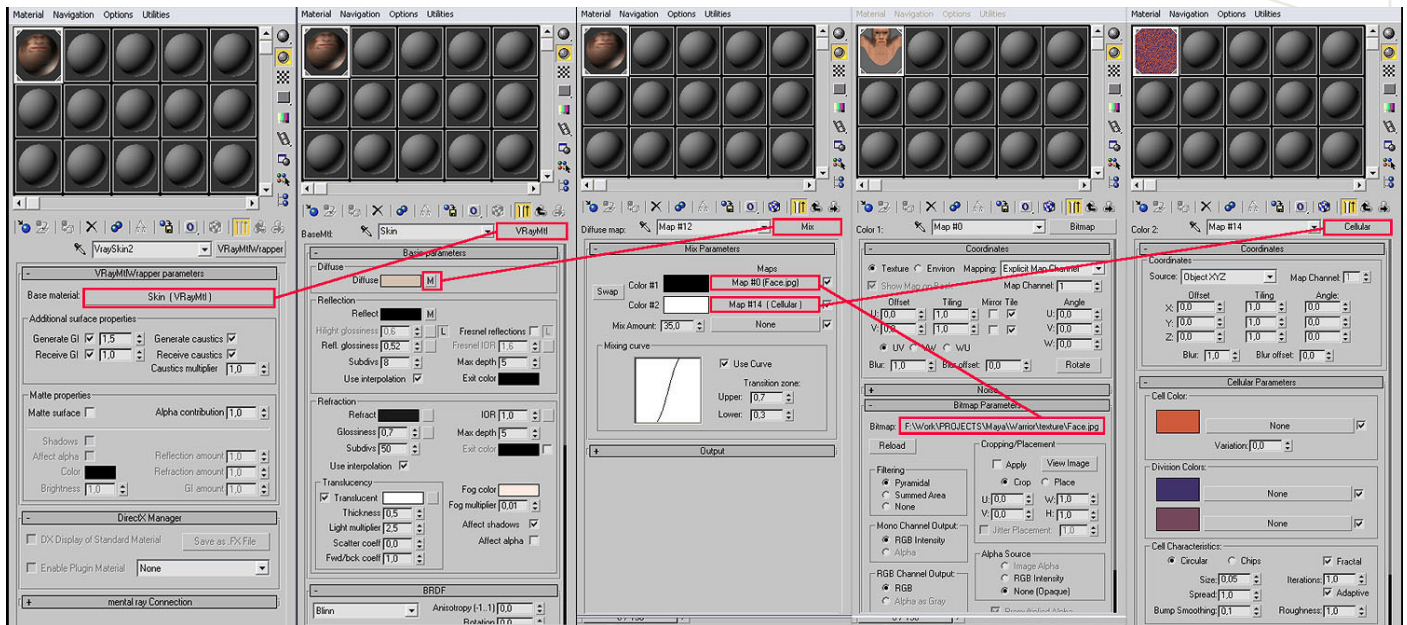 Material Navigation Options Utilities
VraySkin2
VRayMtlWrapper
VRayMtlWrapper parameters
Base material:
Skin ( VRayMtl )
Additional surface properties
Generate GI 1,5 Generate caustics
Receive GI 1,0 Receive caustics
Caustics multiplier 1,0
Matte properties
Matte surface Alpha contribution 1,0
Shadows
Affect alpha Reflection amount 1,0
Color Refraction amount 1,0
Brightness 1,0 GI amount 1,0
DirectX Manager
DX Display of Standard Material Save as .FX File
Enable Plugin Material None
mental ray Connection
Material Navigation Options Utilities
BaseMtl: Skin VRayMtl
Basic parameters
Diffuse
Diffuse M
Reflection
Reflect M
Hilight glossiness 0,6 L Fresnel reflections L
Refl. glossiness 0,52 Fresnel IOR 1,6
Subdivs 8 Max depth 5
Use interpolation Exit color
Refraction
Refract IOR 1,0
Glossiness 0,7 Max depth 5
Subdivs 50 Exit color
Use interpolation
Translucency
Fog color
Translucent Fog multiplier 0,01
Thickness 0,5
Light multiplier 2,5 Affect shadows
Scatter coeff 0,0 Affect alpha
Fwd/bck coeff 1,0
BRDF
Blinn Anisotropy (-1..1) 0,0
Rotation 0,0
Material Navigation Options Utilities
Diffuse map: Map #12 Mix
Mix Parameters
Maps
Swap
Color #1 Map #0 (Face.jpg)
Color #2 Map #14 ( Cellular )
Mix Amount: 35,0 None
Mixing curve
Use Curve
Transition zone:
Upper: 0,7
Lower: 0,3
Output
Material Navigation Options Utilities
Color 1: Map #0 Bitmap
Coordinates
Texture Environ Mapping: Explicit Map Channel
Show Map on Back Map Channel: 1
Offset Tiling Mirror Tile Angle
U: 0,0 1,0 U: 0,0
V: 0,0 1,0 V: 0,0
UV VW WU W: 0,0
Blur: 1,0 Blur offset: 0,0 Rotate
Noise
Bitmap Parameters
Bitmap: F:\Work\PROJECTS\Maya\Warrior\texture\Face.jpg
Reload
Cropping/Placement
Apply View Image
Crop Place
U: 0,0 W: 1,0
V: 0,0 H: 1,0
Jitter Placement: 1,0
Filtering
Pyramidal
Summed Area
None
Mono Channel Output:
RGB Intensity
Alpha
RGB Channel Output:
RGB
Alpha as Gray
Alpha Source
Image Alpha
RGB Intensity
None (Opaque)
Premultiplied Alpha
Material Navigation Options Utilities
Color 2: Map #14 Cellular
Coordinates
Coordinates
Source: Object XYZ Map Channel: 1
Offset Tiling Angle:
X: 0,0 1,0 0,0
Y: 0,0 1,0 0,0
Z: 0,0 1,0 0,0
Blur: 1,0 Blur offset: 0,0
Cellular Parameters
Cell Color:
None
Variation: 0,0
Division Colors:
None
None
Cell Characteristics:
Circular Chips Fractal
Size: 0,05 Iterations: 1,0
Spread: 1,0 Adaptive
Bump Smoothing: 0,1 Roughness: 1,0